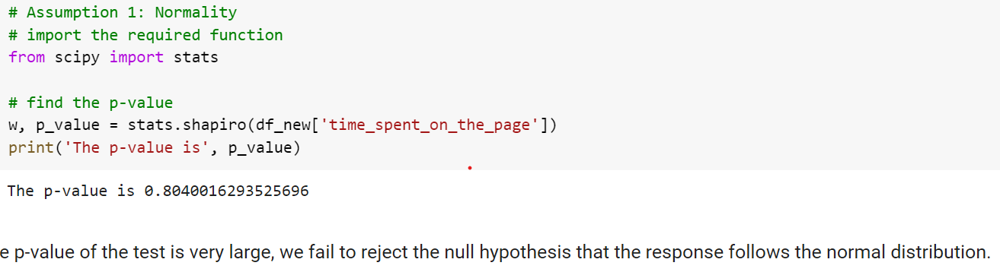 # Assumption 1: Normality
# import the required function
from scipy import stats
# find the p-value
w, p_value = stats.shapiro(df_new['time_spent_on_the_page'])
print('The p-value is', p_value)
The p-value is 0.8040016293525696
e p-value of the test is very large, we fail to reject the null hypothesis that the response follows the normal distribution.